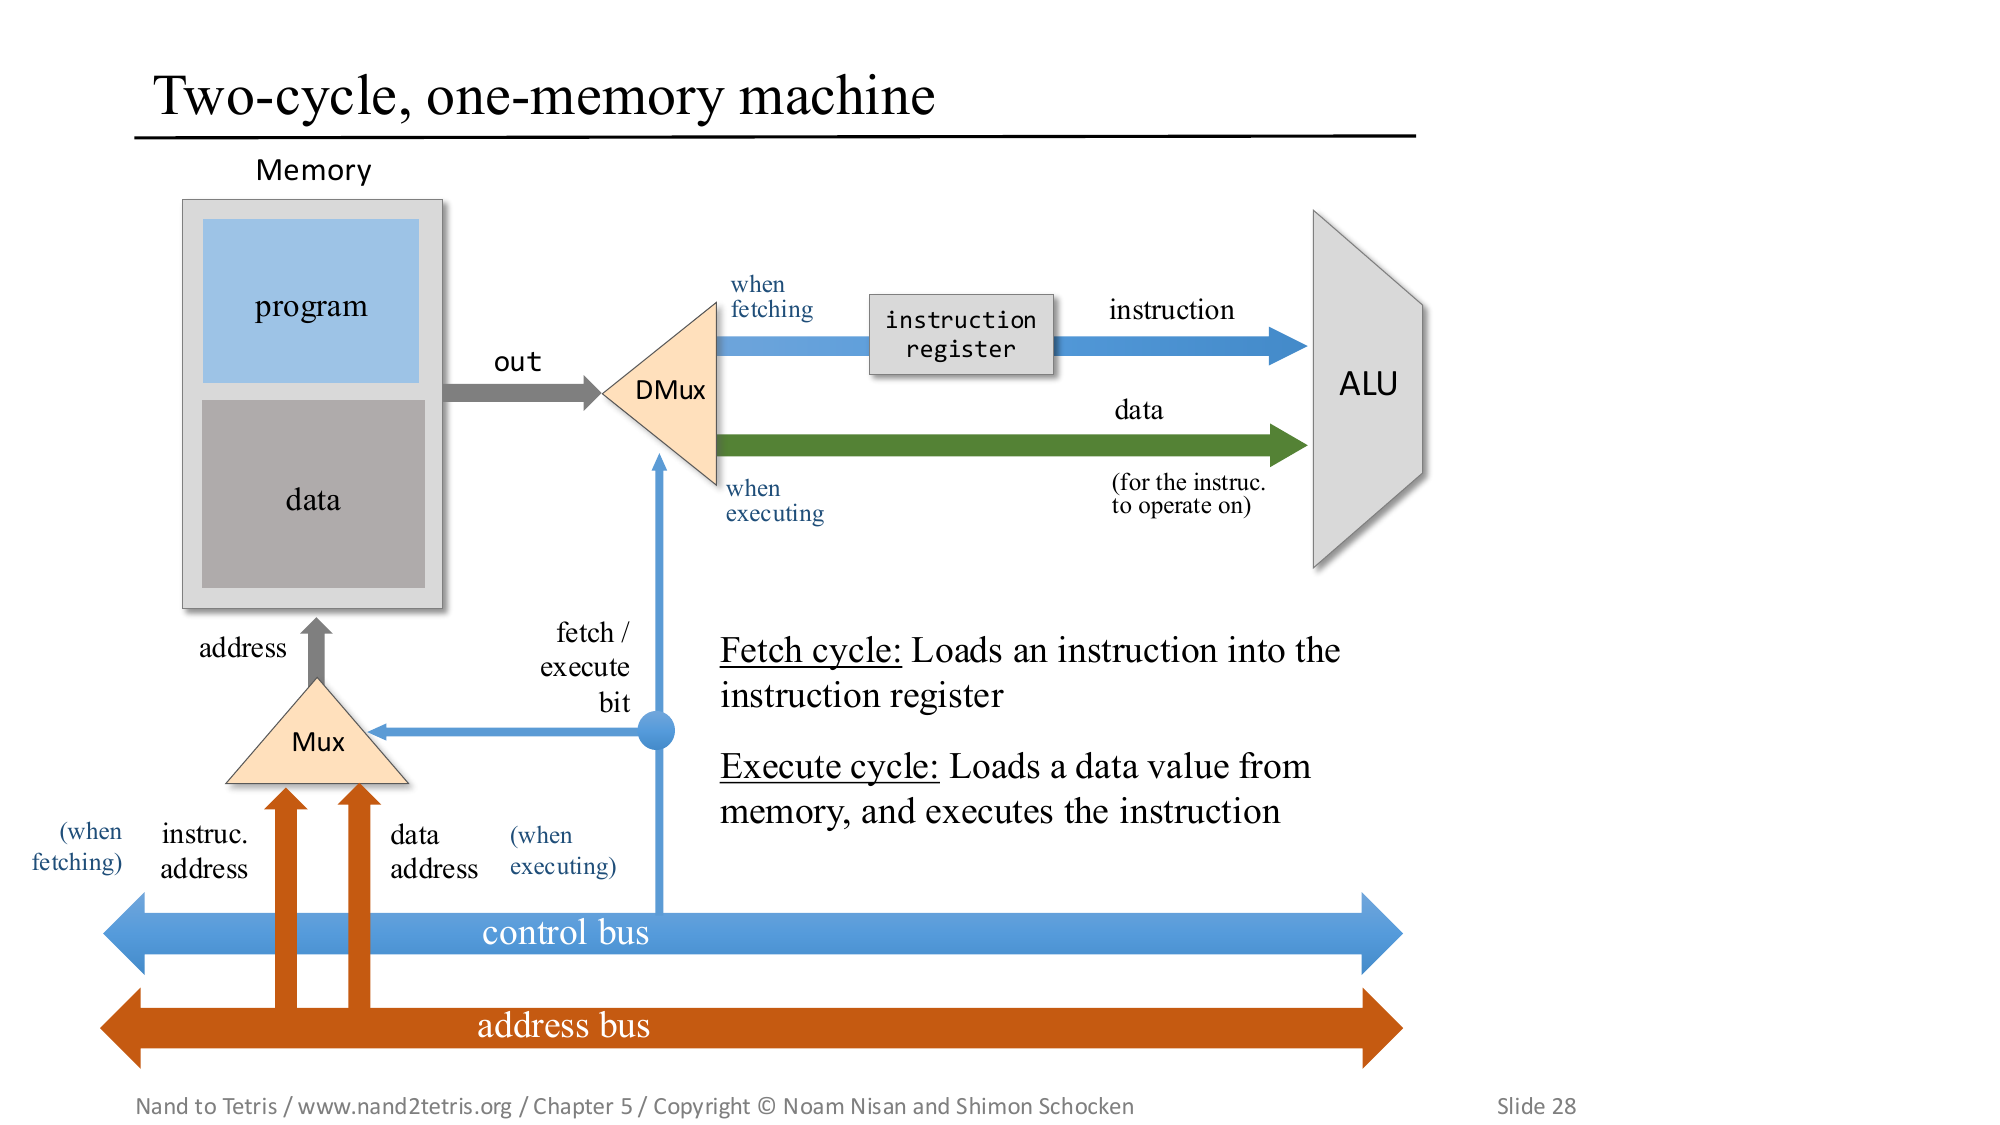 Two-cycle, one-memory machine
Memory
program
data
out
DMux
when
fetching
instruction
register
instruction
data
(for the instruc.
to operate on)
when
executing
ALU
address
Mux
fetch /
execute
bit
Fetch cycle: Loads an instruction into the
instruction register
Execute cycle: Loads a data value from
memory, and executes the instruction
(when
fetching)
instruc.
address
data
address
(when
executing)
control bus
address bus
Nand to Tetris / www.nand2tetris.org / Chapter 5 / Copyright © Noam Nisan and Shimon Schocken
Slide 28